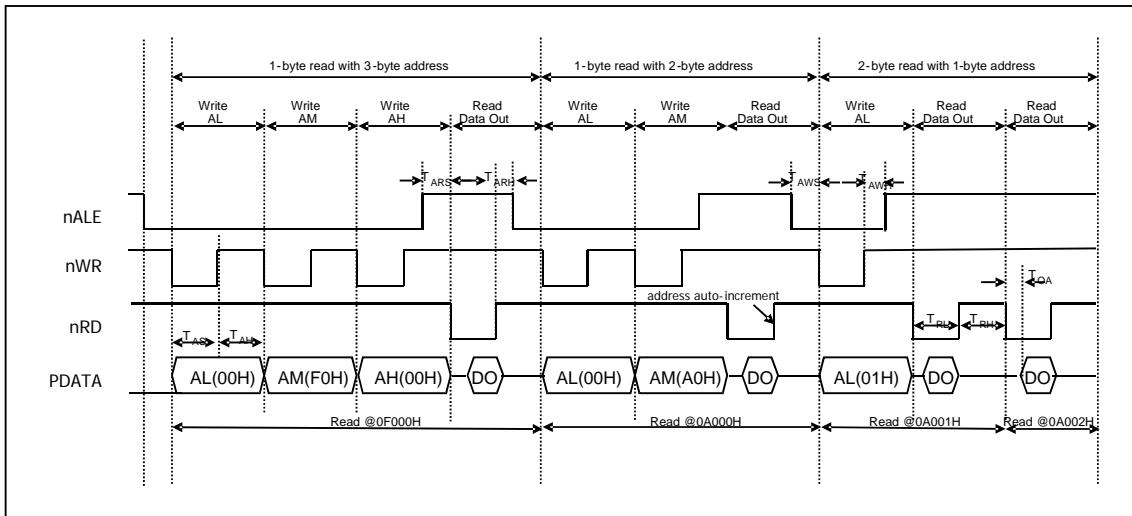 1-byte read with 3-byte address
1-byte read with 2-byte address
2-byte read with 1-byte address
Write
AL
Write
AM
Write
AH
Read
Data Out
Write
AL
Write
AM
Read
Data Out
Write
AL
Read
Data Out
Read
Data Out
TARS
TARH
TAWS
TAWH
nALE
nWR
TOA
address auto-increment
nRD
TAS
TAH
TRL
TRH
PDATA
AL(00H)
AM(F0H)
AH(00H)
DO
AL(00H)
AM(A0H)
DO
AL(01H)
DO
DO
Read @0F000H
Read @0A000H
Read @0A001H
Read @0A002H